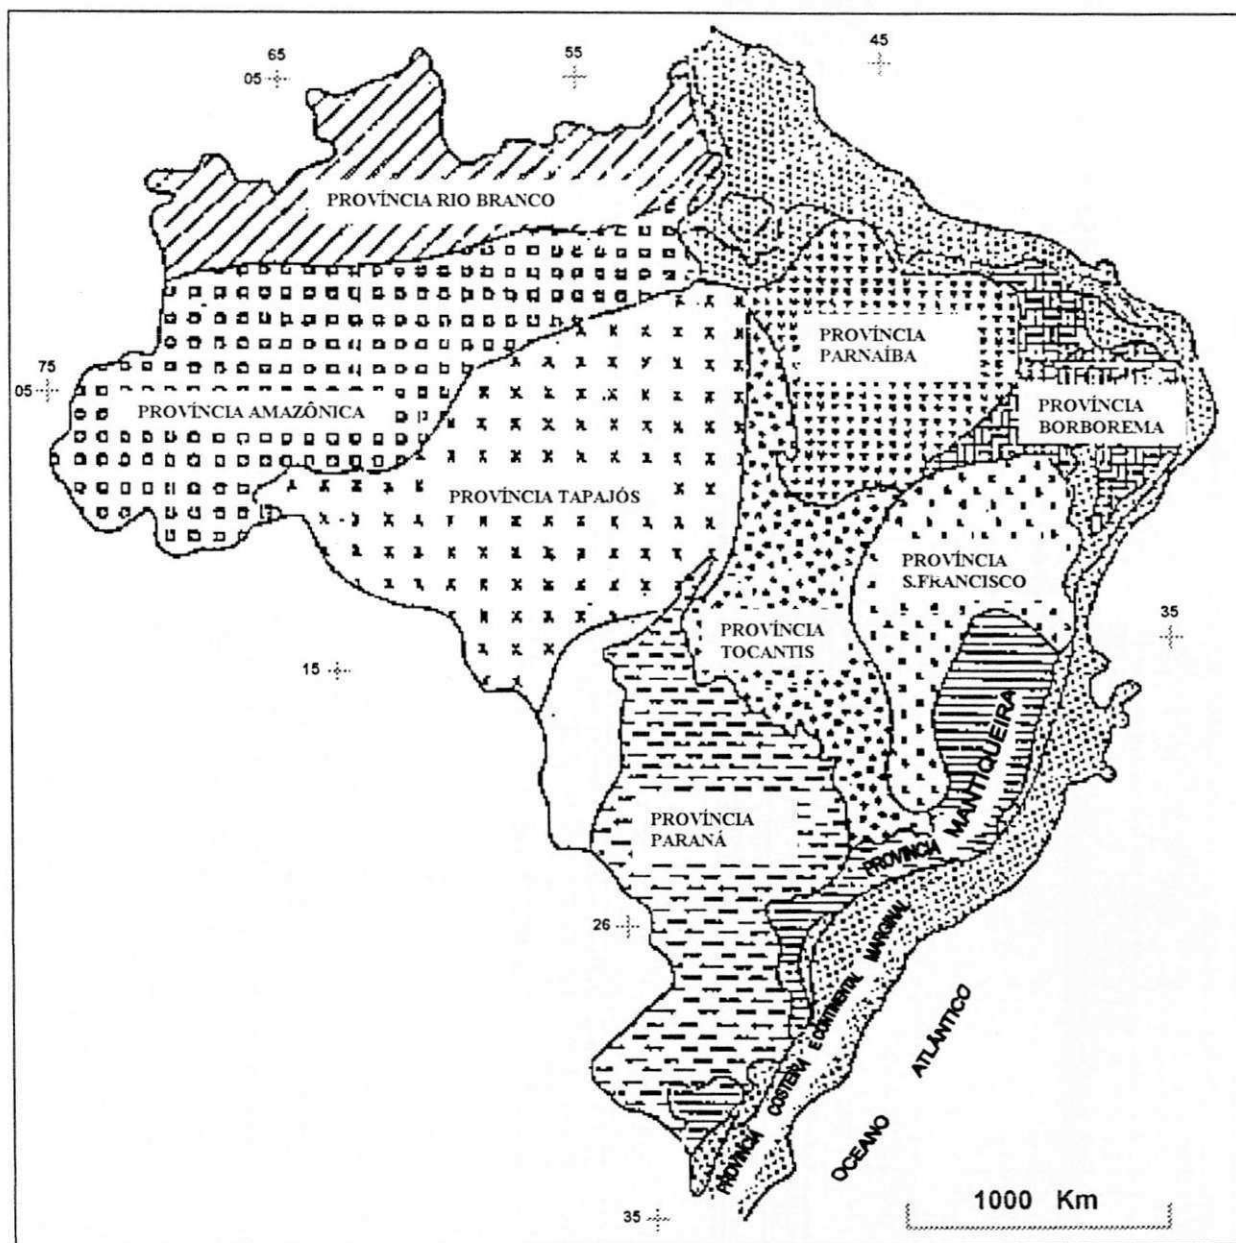 65
05
55
45
PROVÍNCIA RIO BRANCO
75
05
PROVÍNCIA
PARNAÍBA
PROVÍNCIA AMAZÔNICA
PROVÍNCIA
BORBOREMA
PROVÍNCIA TAPAJÓS
PROVÍNCIA
S.FRANCISCO
PROVÍNCIA
TOCANTIS
35
15
PROVÍNCIA MANTIQUEIRA
PROVÍNCIA
PARANÁ
26
PROVÍNCIA COSTEIRA E CONTINENTAL MARGINAL
OCEANO ATLÂNTICO
35
1000 Km